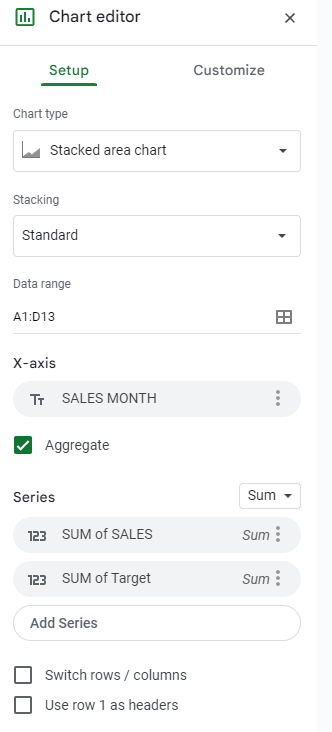 Chart editor
Setup Customize
Chart type
Stacked area chart
Stacking
Standard
Data range
A1:D13
X-axis
Tт SALES MONTH
Aggregate
Series Sum
123 SUM of SALES Sum
123 SUM of Target Sum
Add Series
Switch rows / columns
Use row 1 as headers